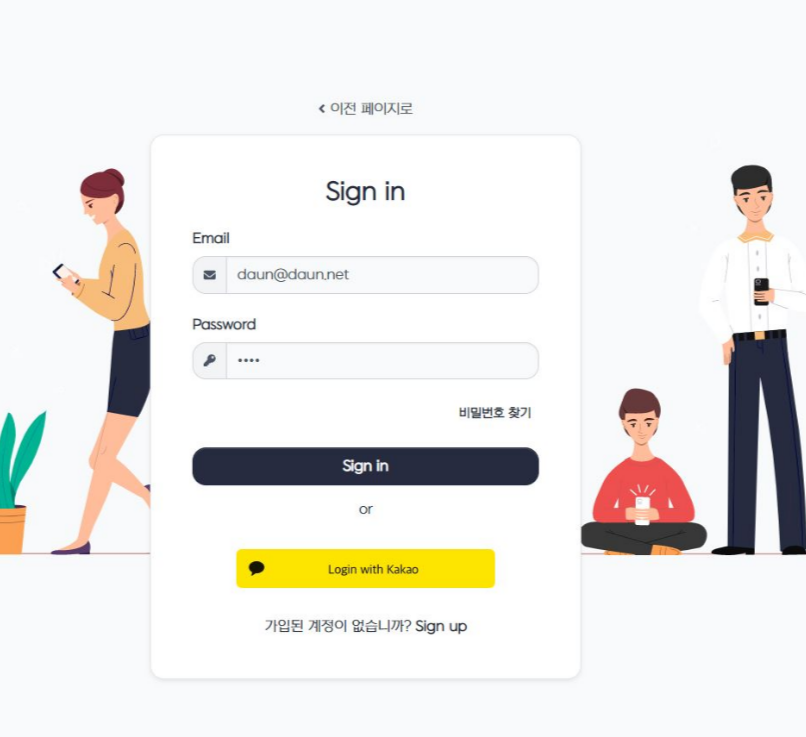 이전 페이지로
Sign in
Email
daun@daun.net
Password
••••
비밀번호 찾기
Sign in
or
Login with Kakao
가입된 계정이 없습니까? Sign up